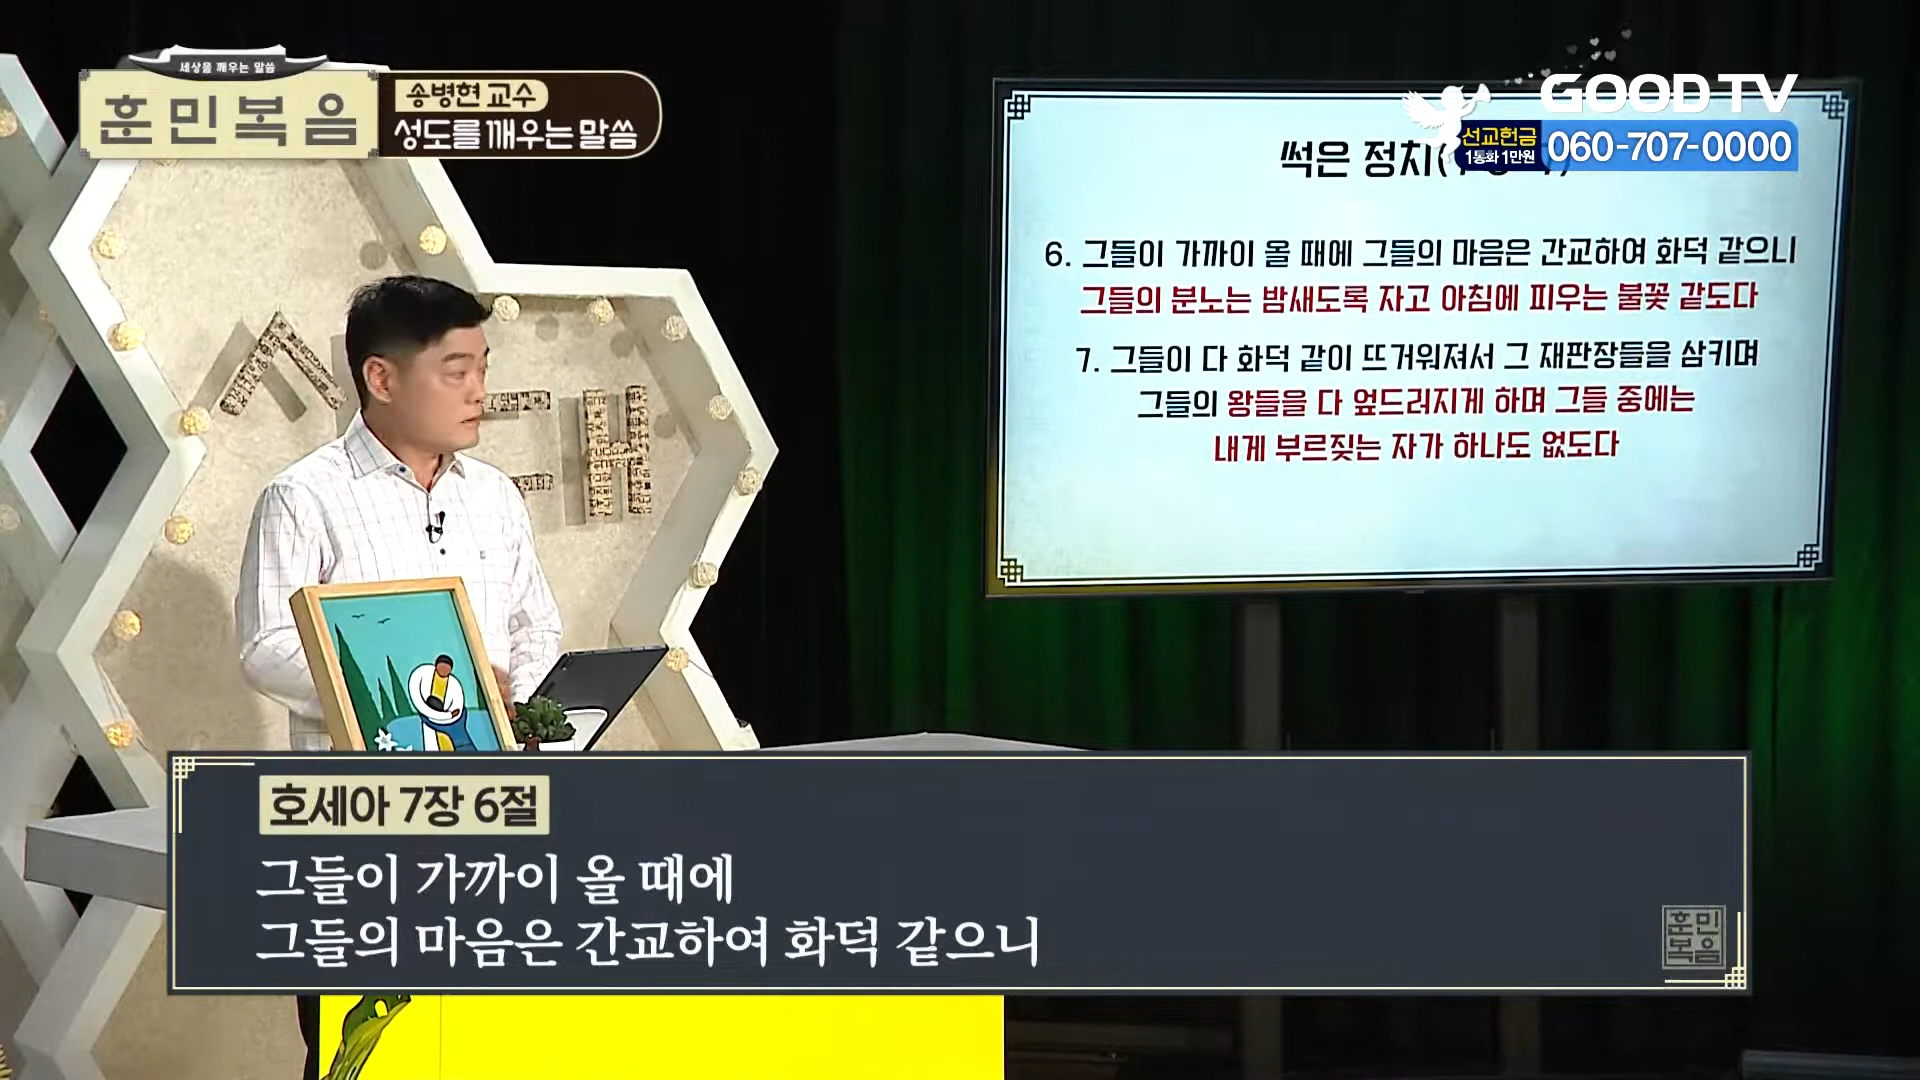 세상을 깨우는 말씀
훈민복음
송병현 교수
성도를 깨우는 말씀
GOODTV
선교헌금
1통화 1만원
060-707-0000
썩은 정치(
6. 그들이 가까이 올 때에 그들의 마음은 간교하여 화덕 같으니
그들의 분노는 밤새도록 자고 아침에 피우는 불꽃 같도다
7. 그들이 다 화덕 같이 뜨거워져서 그 재판장들을 삼키며
그들의 왕들을 다 엎드러지게 하며 그들 중에는
내게 부르짖는 자가 하나도 없도다
호세아 7장 6절
그들이 가까이 올 때에
그들의 마음은 간교하여 화덕 같으니
훈민
복음